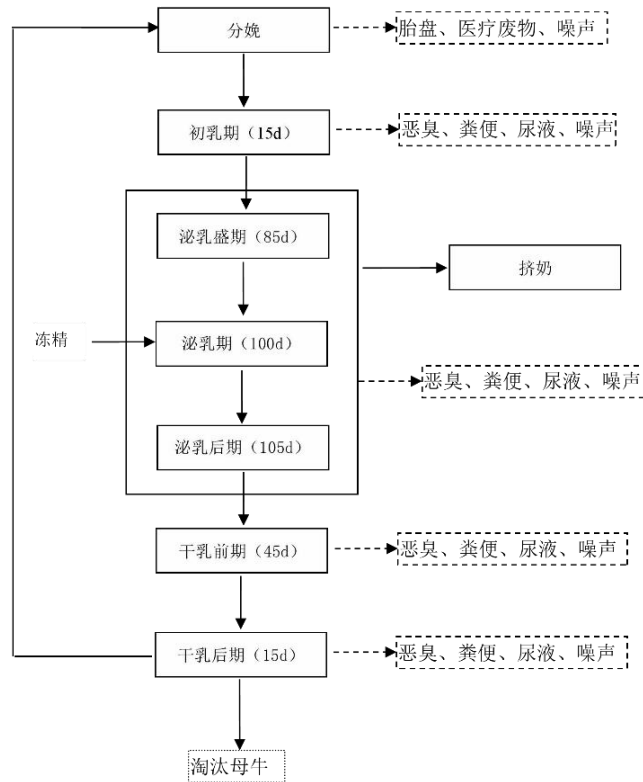 分娩
胎盘、医疗废物、噪声
初乳期（15d）
恶臭、粪便、尿液、噪声
泌乳盛期（85d）
挤奶
冻精
泌乳期（100d）
恶臭、粪便、尿液、噪声
泌乳后期（105d）
干乳前期（45d）
恶臭、粪便、尿液、噪声
干乳后期（15d）
恶臭、粪便、尿液、噪声
淘汰母牛